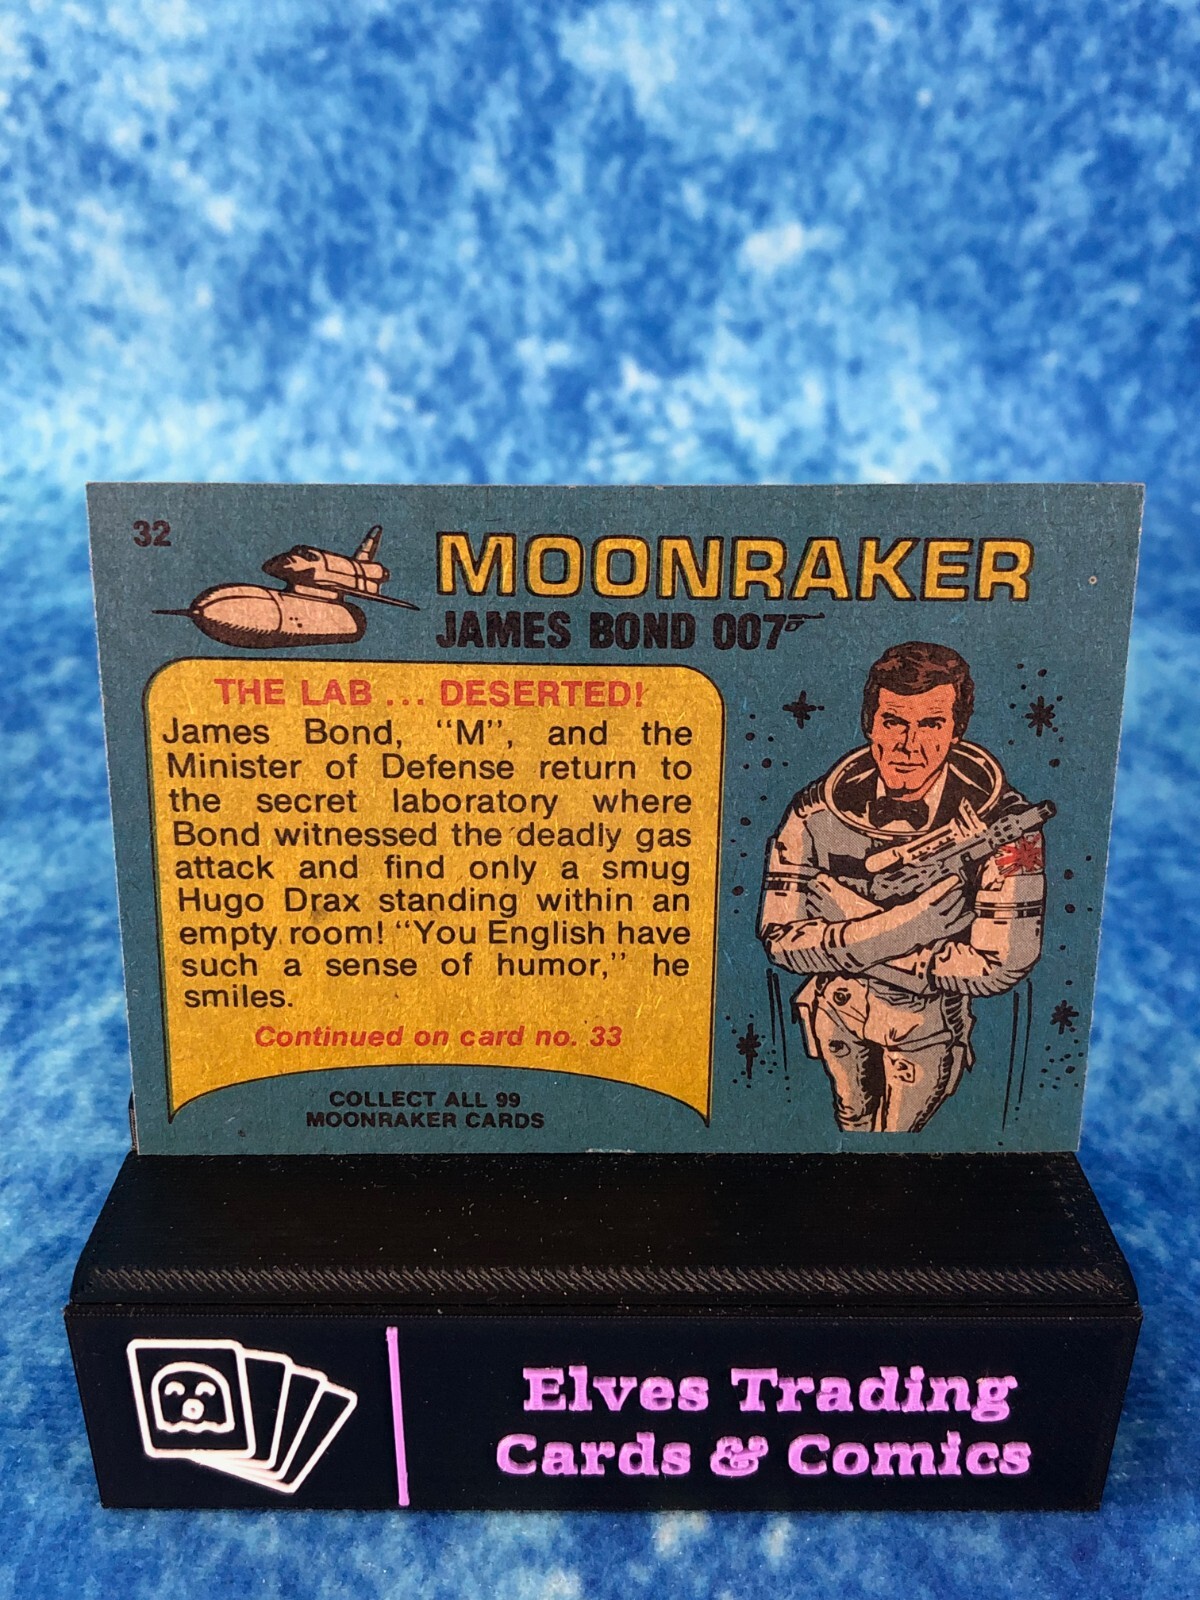 32
MOONRAKER
JAMES BOND 007
THE LAB ... DESERTED!
James Bond, "M", and the
Minister of Defense return to
the secret laboratory where
Bond witnessed the deadly gas
attack and find only a smug
Hugo Drax standing within an
empty room! "You English have
such a sense of humor," he
smiles.
Continued on card no. 33
COLLECT ALL 99
MOONRAKER CARDS
Elves Trading
Cards & Comics